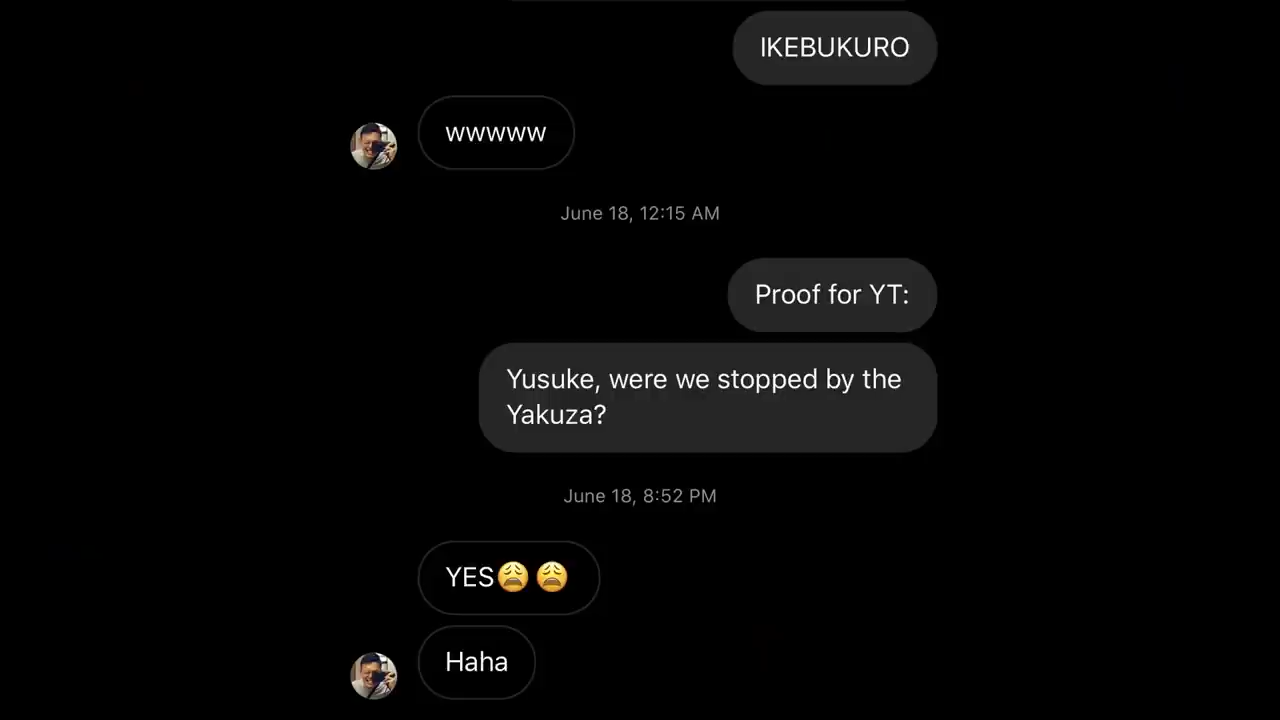 IKEBUKURO
wwwww
June 18, 12:15 AM
Proof for YT:
Yusuke, were we stopped by the
Yakuza?
June 18, 8:52 PM
YES😩😩
Haha